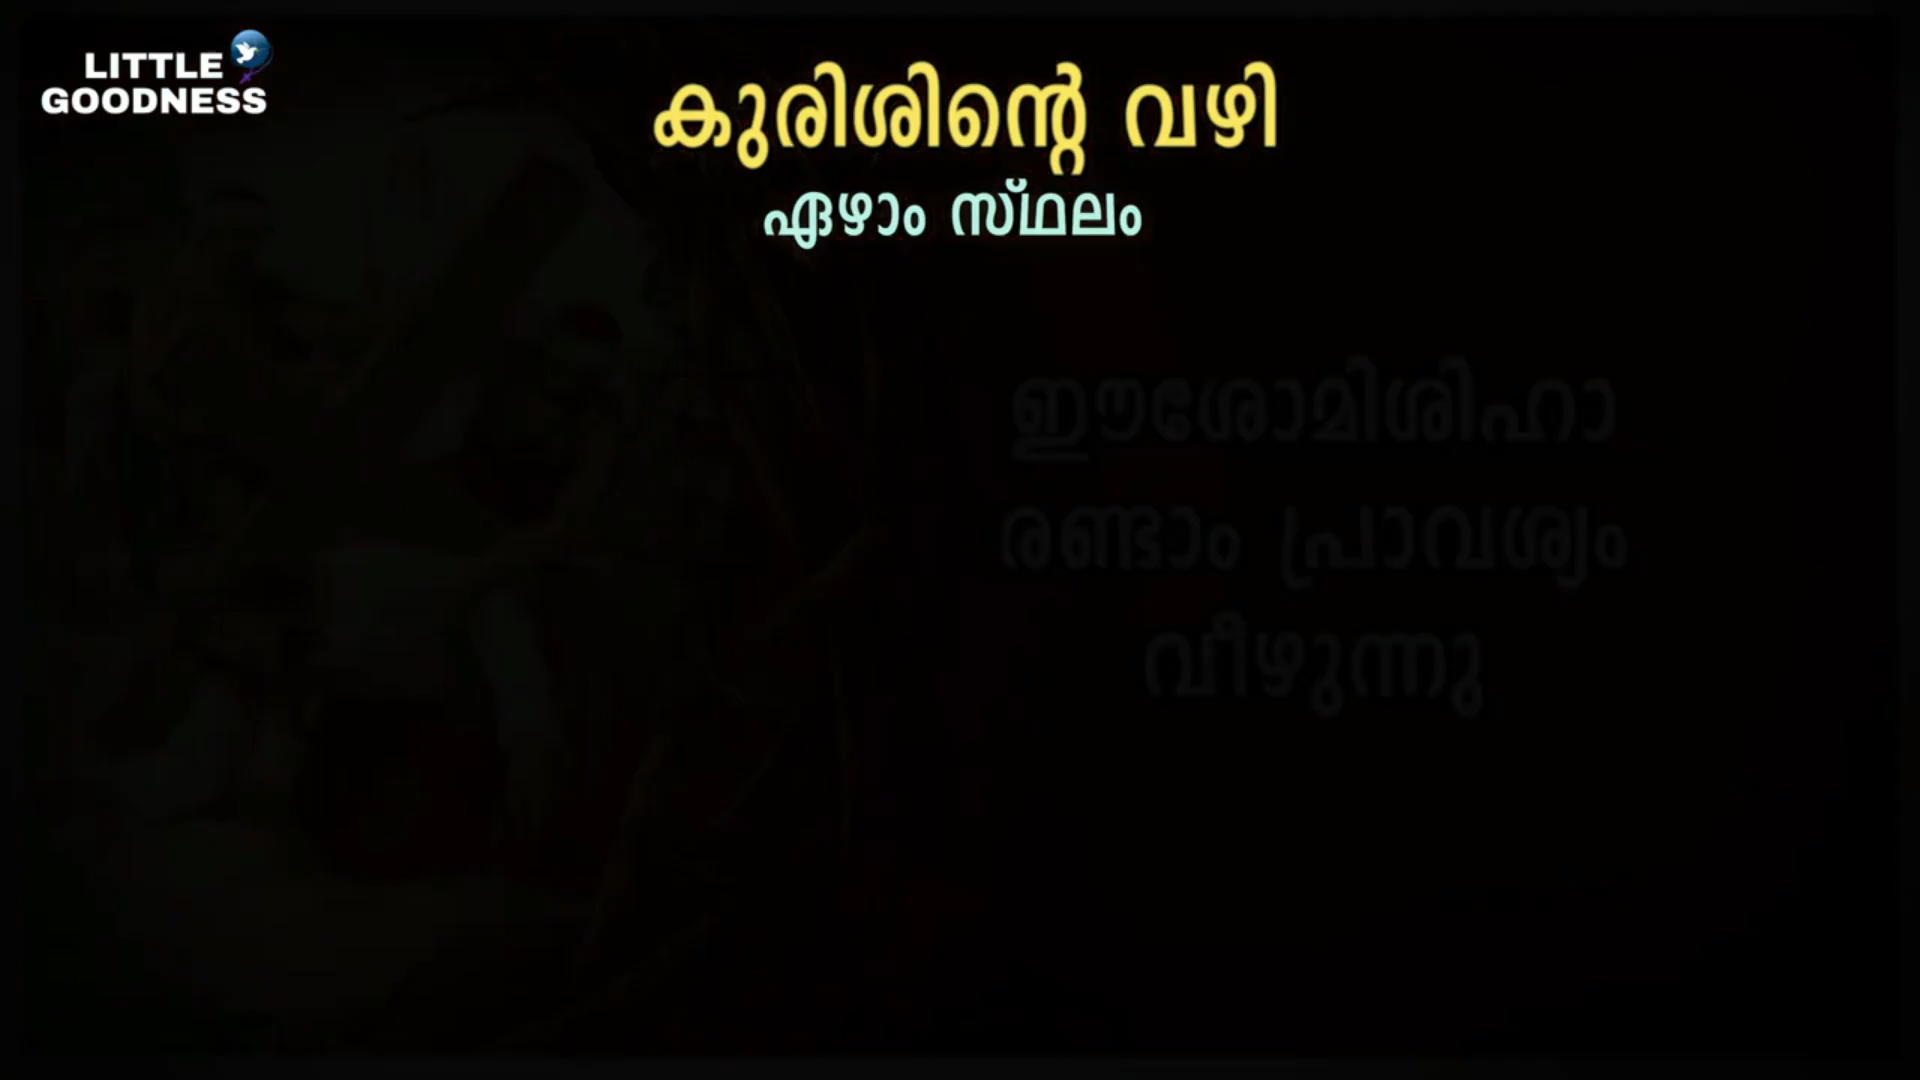 LITTLE
GOODNESS
കുരിശിന്റെ വഴി
ഏഴാം സ്ഥലം
ഈശോമിശിഹാ
രണ്ടാം പ്രാവശ്യം
വീഴുന്നു